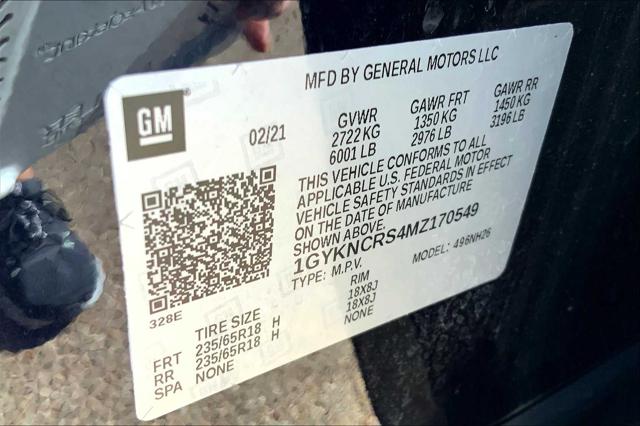 MFD BY GENERAL MOTORS LLC
GM®
02/21
GVWR GAWR FRT GAWR RR
2722 KG 1350 KG 1450 KG
6001 LB 2976 LB 3196 LB
THIS VEHICLE CONFORMS TO ALL
APPLICABLE U.S. FEDERAL MOTOR
VEHICLE SAFETY STANDARDS IN EFFECT
ON THE DATE OF MANUFACTURE
SHOWN ABOVE.
1GYKNCRS4MZ170549
TYPE: M.P.V. MODEL: 496NH26
328E
TIRE SIZE RIM
FRT 235/65R18 H 18X8J
RR 235/65R18 H 18X8J
SPA NONE NONE